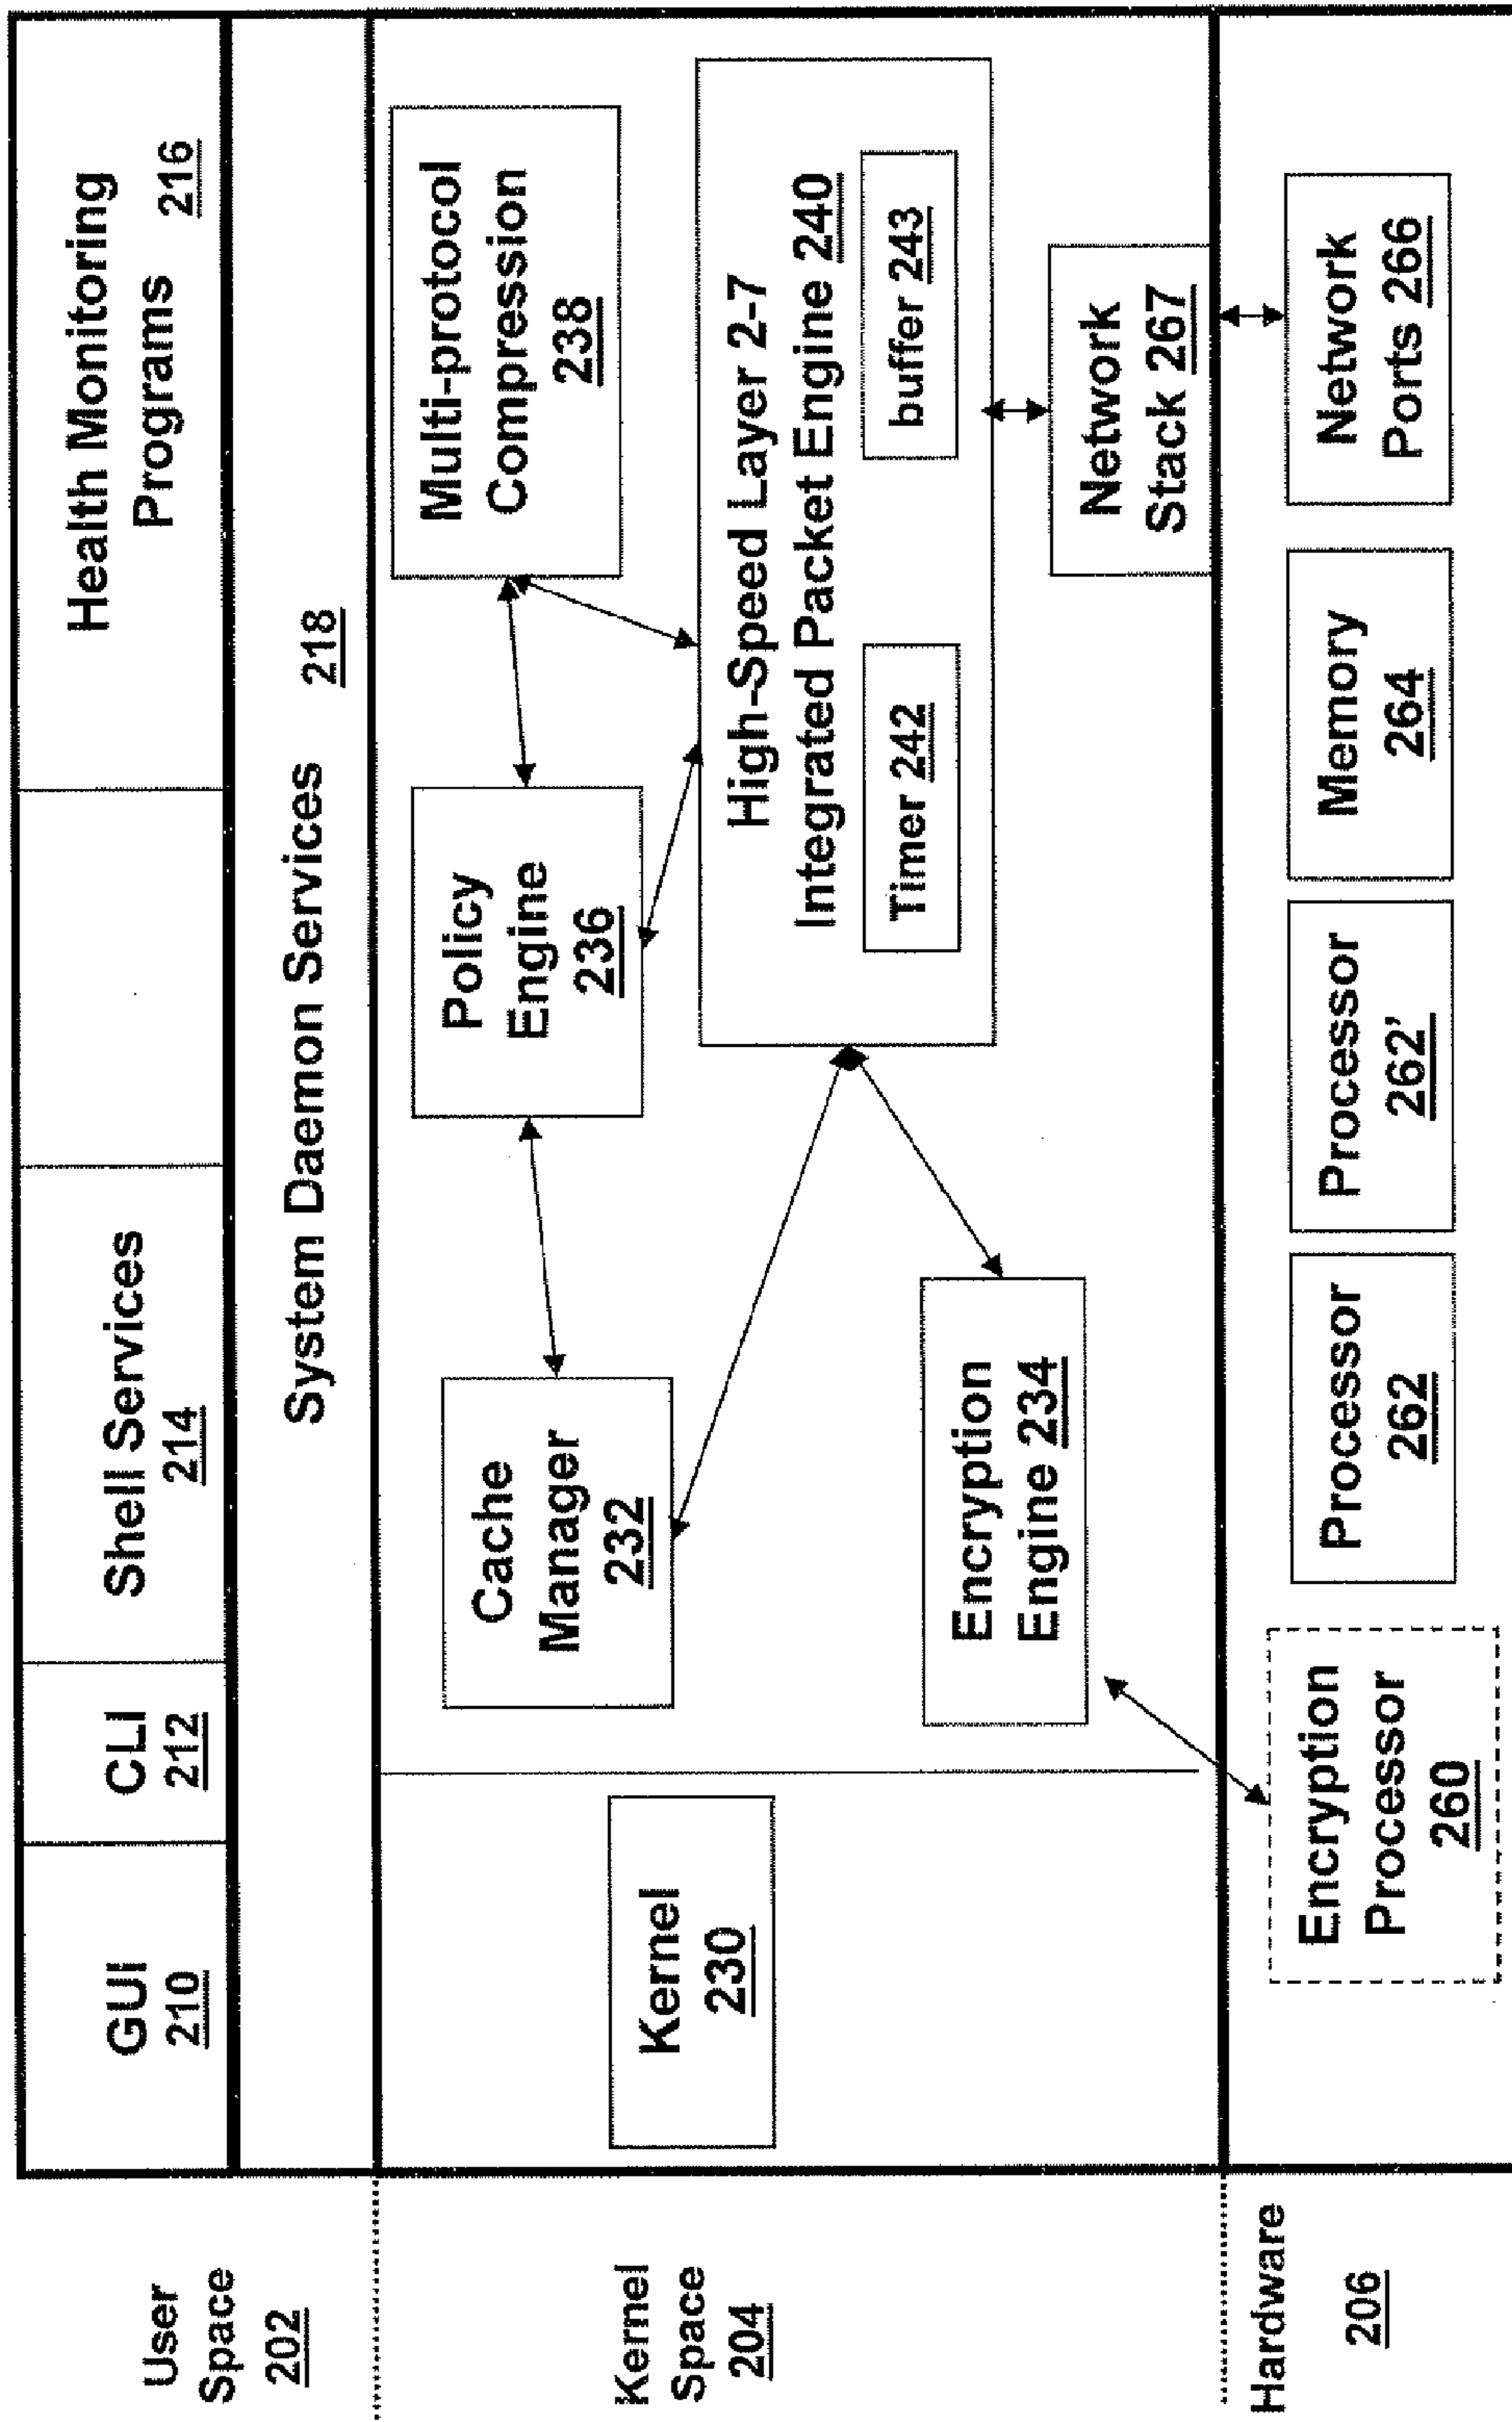 User
Space
202
GUI
210
CLI
212
Shell Services
214
Health Monitoring
Programs 216
System Daemon Services 218
Kernel
Space
204
Kernel
230
Cache
Manager
232
Policy
Engine
236
Multi-protocol
Compression
238
Encryption
Engine 234
High-Speed Layer 2-7
Integrated Packet Engine 240
Timer 242
buffer 243
Network
Stack 267
Hardware
206
Encryption
Processor
260
Processor
262
Processor
262'
Memory
264
Network
Ports 266